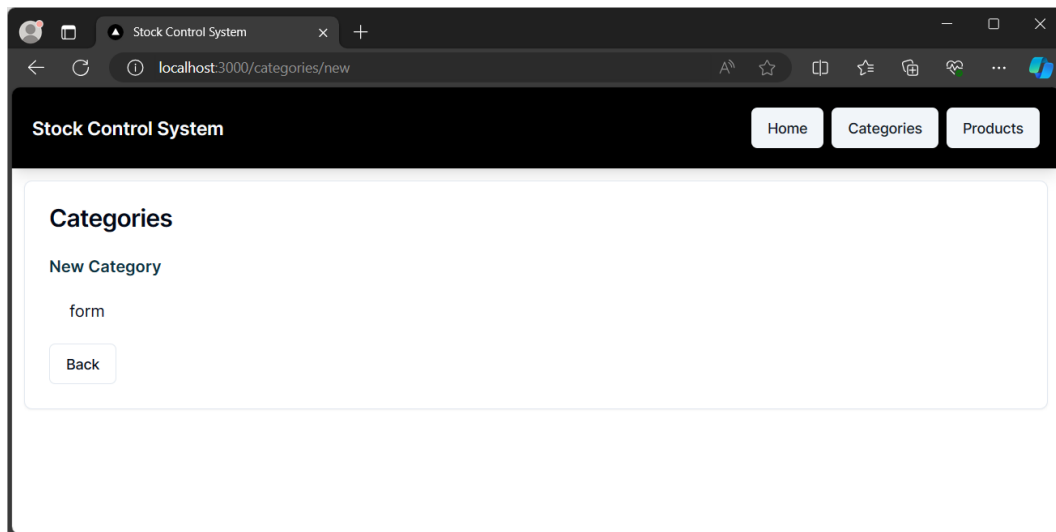 Stock Control System
localhost:3000/categories/new
Stock Control System
Home Categories Products
Categories
New Category
form
Back